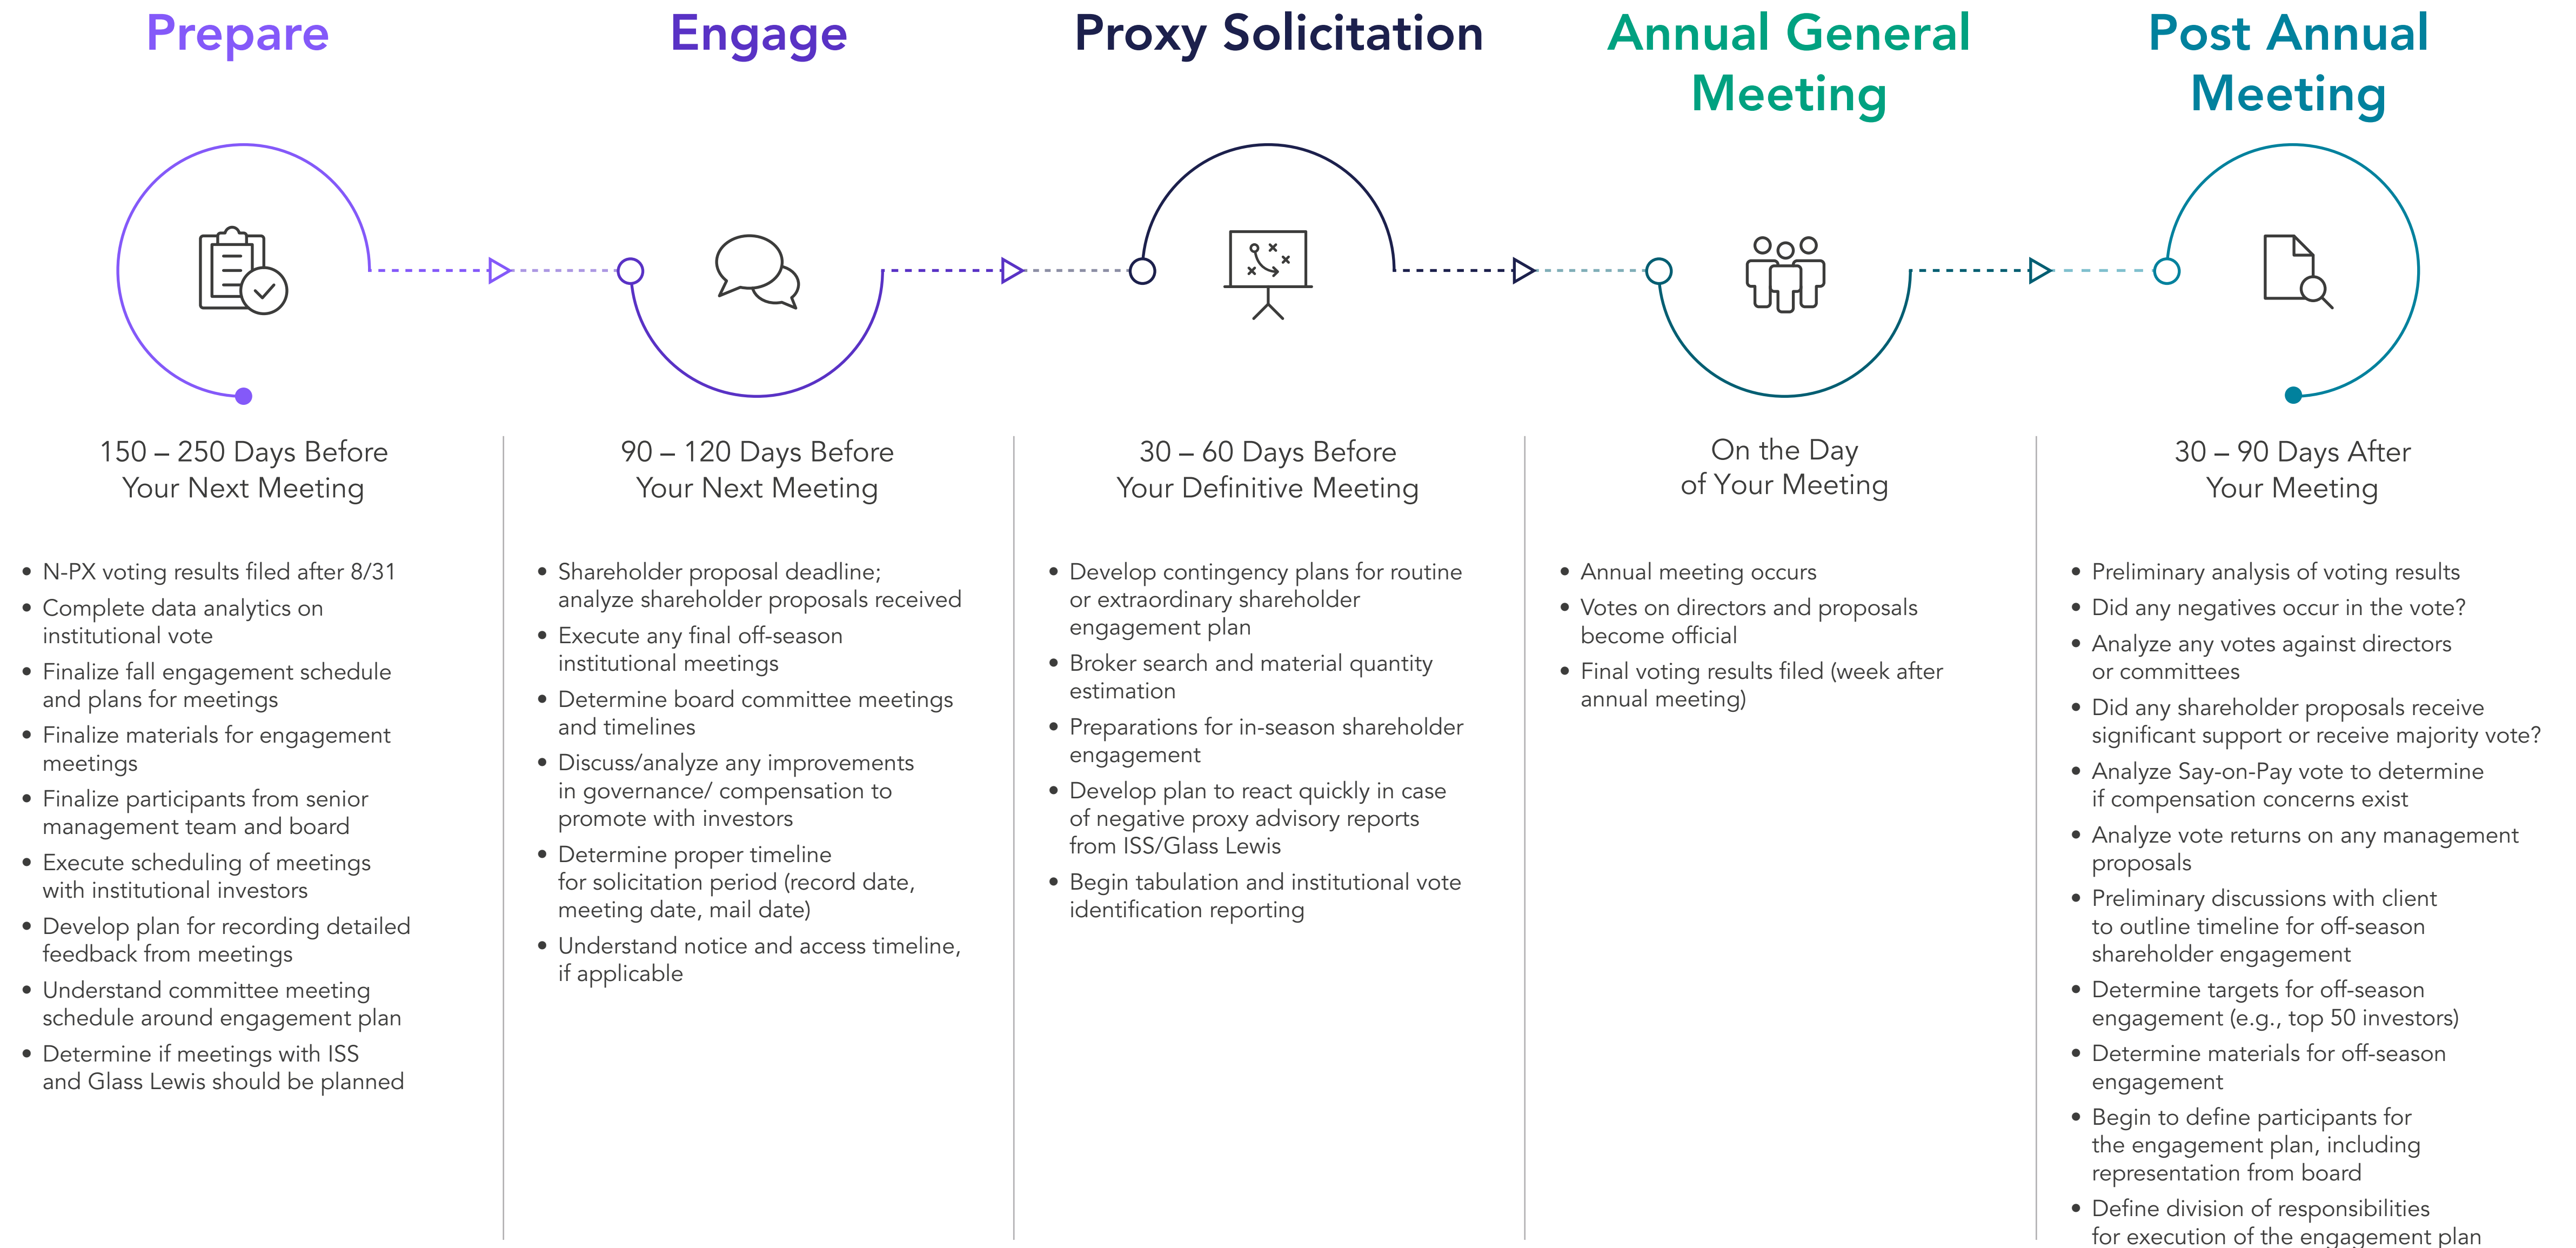 Prepare
150 – 250 Days Before
Your Next Meeting
• N-PX voting results filed after 8/31
• Complete data analytics on
institutional vote
• Finalize fall engagement schedule
and plans for meetings
• Finalize materials for engagement
meetings
• Finalize participants from senior
management team and board
• Execute scheduling of meetings
with institutional investors
• Develop plan for recording detailed
feedback from meetings
• Understand committee meeting
schedule around engagement plan
• Determine if meetings with ISS
and Glass Lewis should be planned
Engage
90 – 120 Days Before
Your Next Meeting
• Shareholder proposal deadline;
analyze shareholder proposals received
• Execute any final off-season
institutional meetings
• Determine board committee meetings
and timelines
• Discuss/analyze any improvements
in governance/ compensation to
promote with investors
• Determine proper timeline
for solicitation period (record date,
meeting date, mail date)
• Understand notice and access timeline,
if applicable
Proxy Solicitation
30 – 60 Days Before
Your Definitive Meeting
• Develop contingency plans for routine
or extraordinary shareholder
engagement plan
• Broker search and material quantity
estimation
• Preparations for in-season shareholder
engagement
• Develop plan to react quickly in case
of negative proxy advisory reports
from ISS/Glass Lewis
• Begin tabulation and institutional vote
identification reporting
Annual General
Meeting
On the Day
of Your Meeting
• Annual meeting occurs
• Votes on directors and proposals
become official
• Final voting results filed (week after
annual meeting)
Post Annual
Meeting
30 – 90 Days After
Your Meeting
• Preliminary analysis of voting results
• Did any negatives occur in the vote?
• Analyze any votes against directors
or committees
• Did any shareholder proposals receive
significant support or receive majority vote?
• Analyze Say-on-Pay vote to determine
if compensation concerns exist
• Analyze vote returns on any management
proposals
• Preliminary discussions with client
to outline timeline for off-season
shareholder engagement
• Determine targets for off-season
engagement (e.g., top 50 investors)
• Determine materials for off-season
engagement
• Begin to define participants for
the engagement plan, including
representation from board
• Define division of responsibilities
for execution of the engagement plan